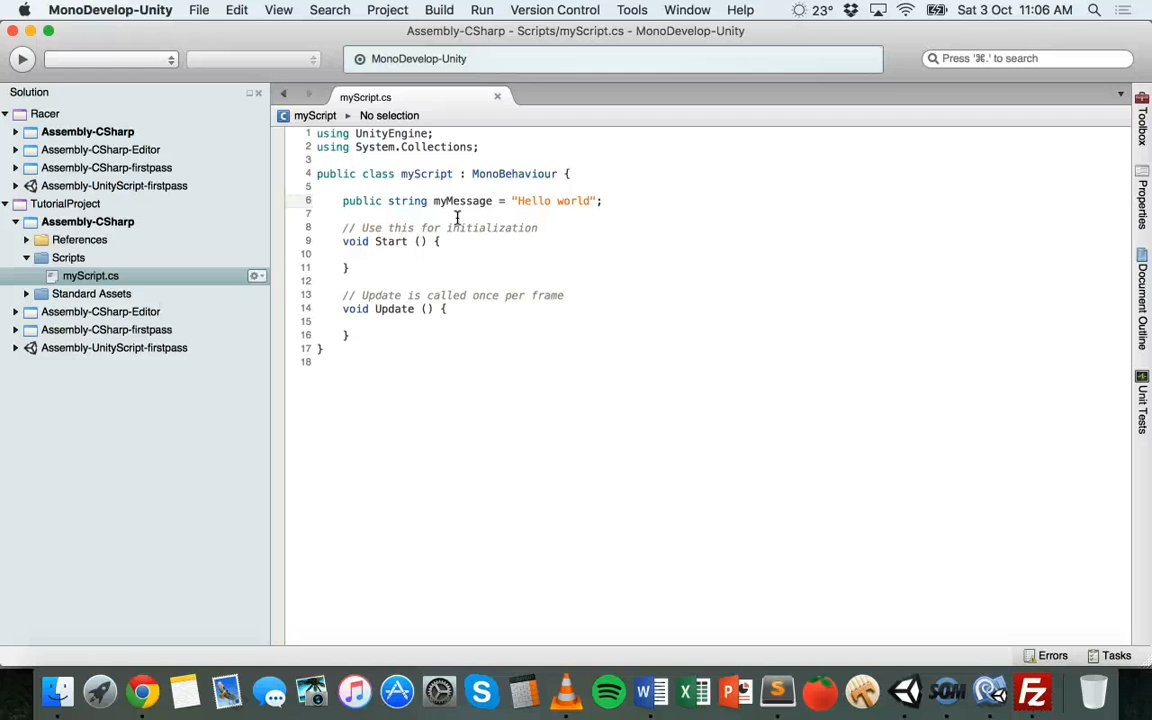 MonoDevelop-Unity File Edit View Search Project Build Run Version Control Tools Window Help 23° Sat 3 Oct 11:06 AM
Assembly-CSharp - Scripts/myScript.cs - MonoDevelop-Unity
MonoDevelop-Unity Press '⌘.' to search
Solution
Racer
Assembly-CSharp
Assembly-CSharp-Editor
Assembly-CSharp-firstpass
Assembly-UnityScript-firstpass
TutorialProject
Assembly-CSharp
References
Scripts
myScript.cs
Standard Assets
Assembly-CSharp-Editor
Assembly-CSharp-firstpass
Assembly-UnityScript-firstpass
myScript.cs
myScript No selection
1 using UnityEngine;
2 using System.Collections;
3
4 public class myScript : MonoBehaviour {
5
6 public string myMessage = "Hello world";
7
8 // Use this for initialization
9 void Start () {
10
11 }
12
13 // Update is called once per frame
14 void Update () {
15
16 }
17 }
18
Toolbox
Properties
Document Outline
Unit Tests
Errors Tasks
SOM
Fz